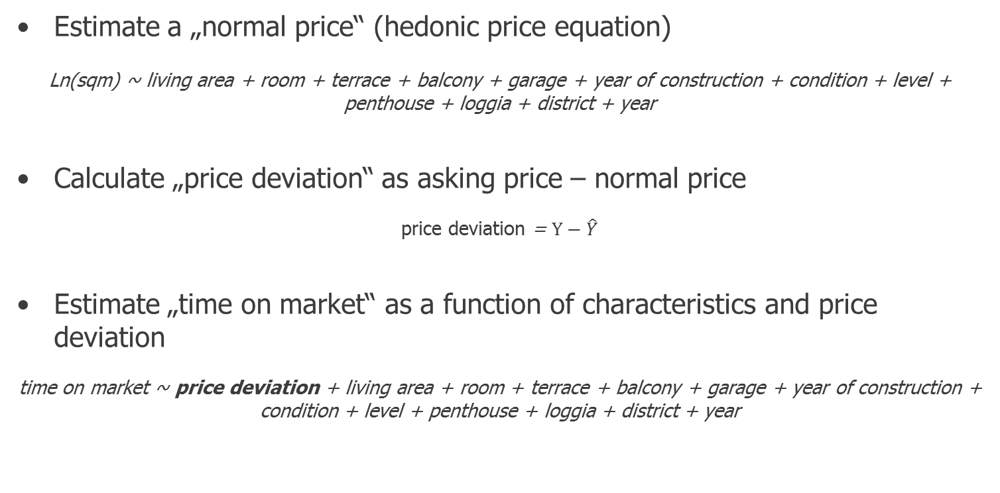 • Estimate a „normal price‟ (hedonic price equation)
Ln(sqm) ~ living area + room + terrace + balcony + garage + year of construction + condition + level +
penthouse + loggia + district + year
• Calculate „price deviation‟ as asking price – normal price
price deviation = Y − Ŷ
• Estimate „time on market‟ as a function of characteristics and price
deviation
time on market ~ price deviation + living area + room + terrace + balcony + garage + year of construction +
condition + level + penthouse + loggia + district + year